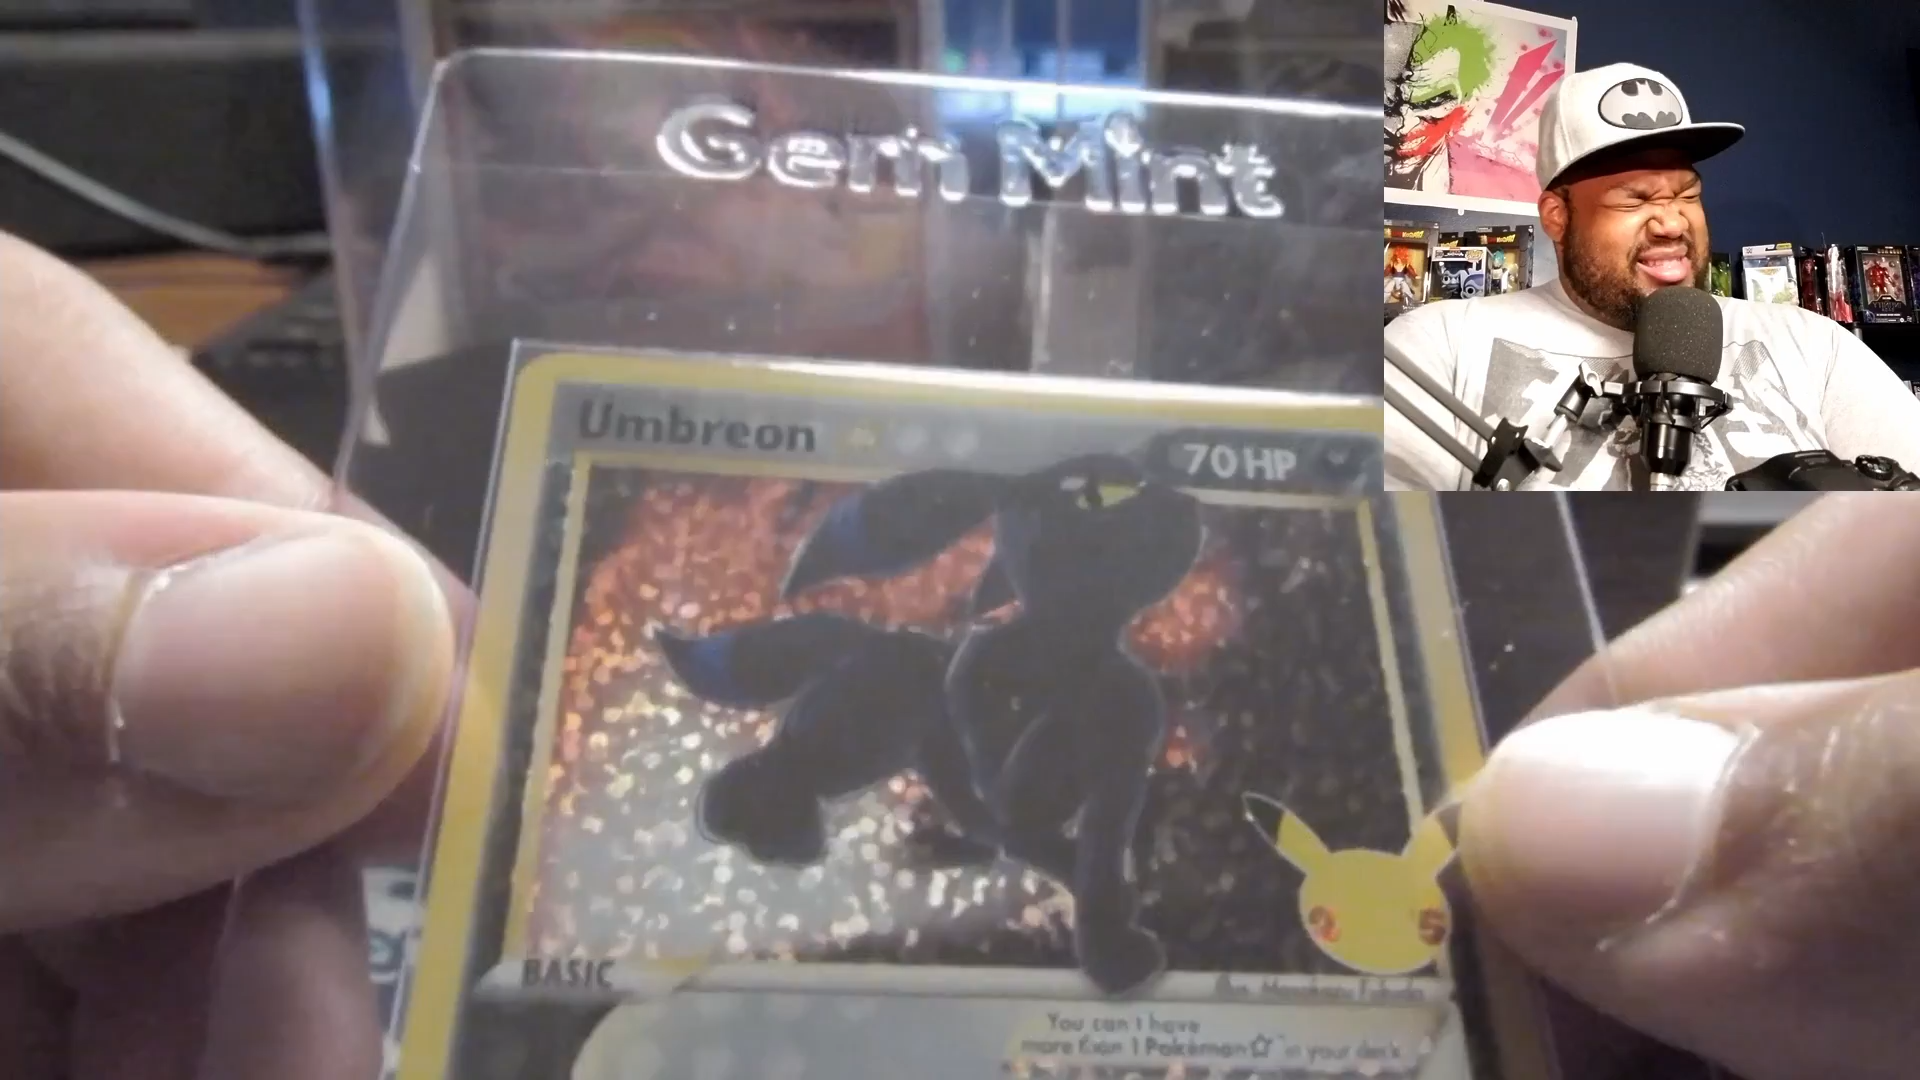 Gem Mint
Umbreon
70 HP
25
BASIC
You can't have
more than 1 Pokémon ☆ in your deck.